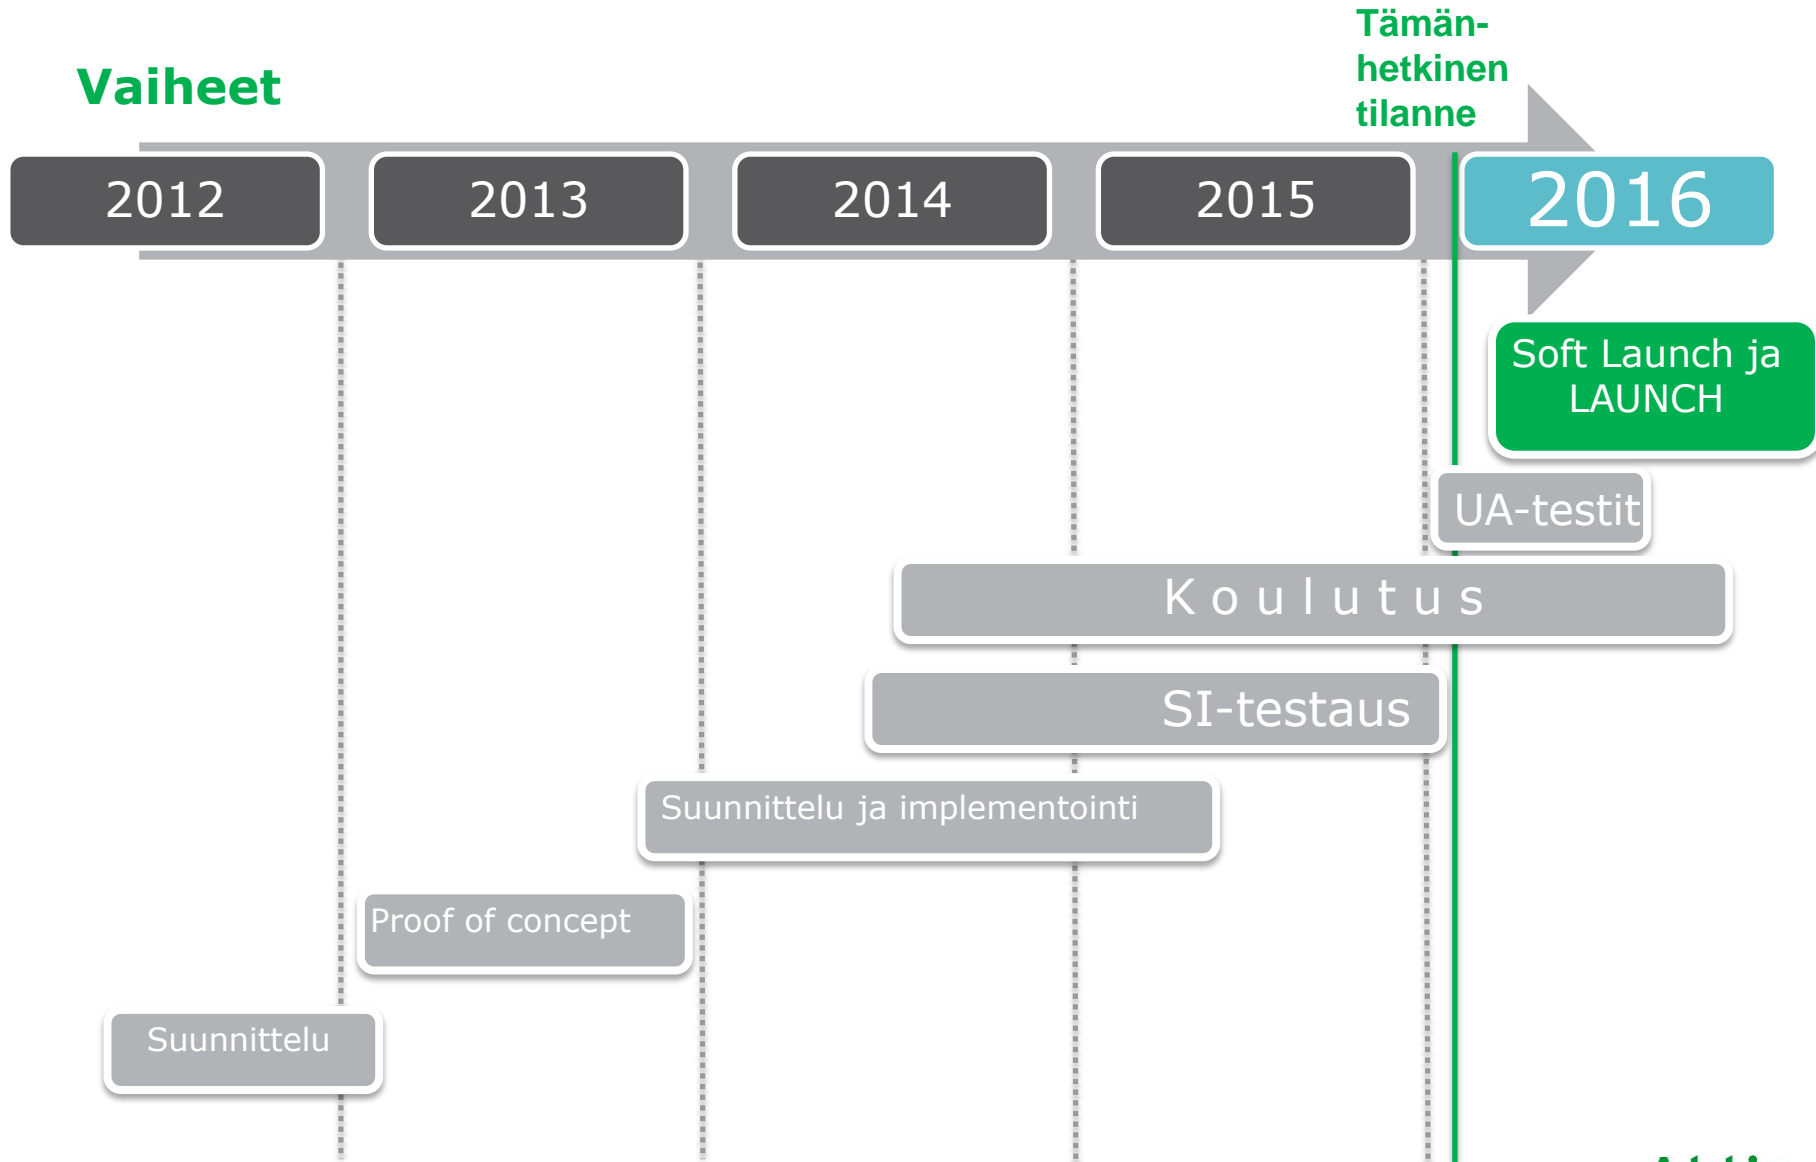 Tämän-
hetkinen
tilanne
Vaiheet
2012
2013
2014
2015
2016
Soft Launch ja
LAUNCH
UA-testit
Koulutus
SI-testaus
Suunnittelu ja implementointi
Proof of concept
Suunnittelu